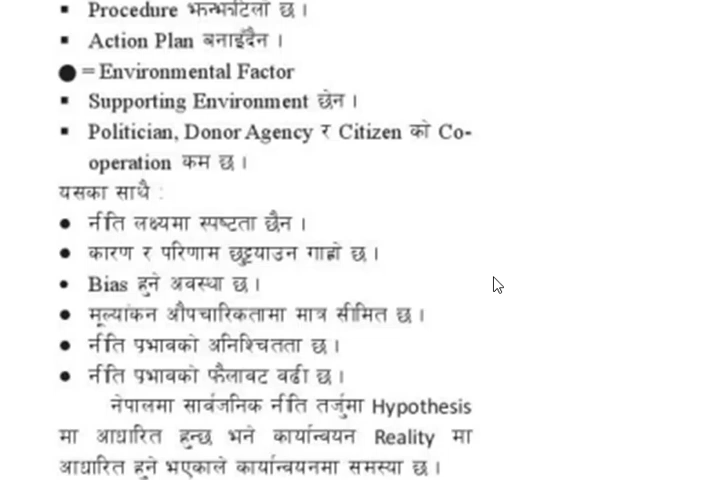 ▪ Procedure झन्झटिलो छ ।
▪ Action Plan बनाइँदैन ।
● = Environmental Factor
▪ Supporting Environment छैन ।
▪ Politician, Donor Agency र Citizen को Co-
operation कम छ ।
यसका साथै :
● नीति लक्ष्यमा स्पष्टता छैन ।
● कारण र परिणाम छुट्टयाउन गाह्रो छ ।
• Bias हुने अवस्था छ ।
● मूल्यांकन औपचारिकतामा मात्र सीमित छ ।
● नीति प्रभावको अनिश्चितता छ ।
● नीति प्रभावको फैलावट बढी छ ।
नेपालमा सार्वजनिक नीति तर्जुमा Hypothesis
मा आधारित हुन्छ भने कार्यान्वयन Reality मा
आधारित हुने भएकाले कार्यान्वयनमा समस्या छ ।